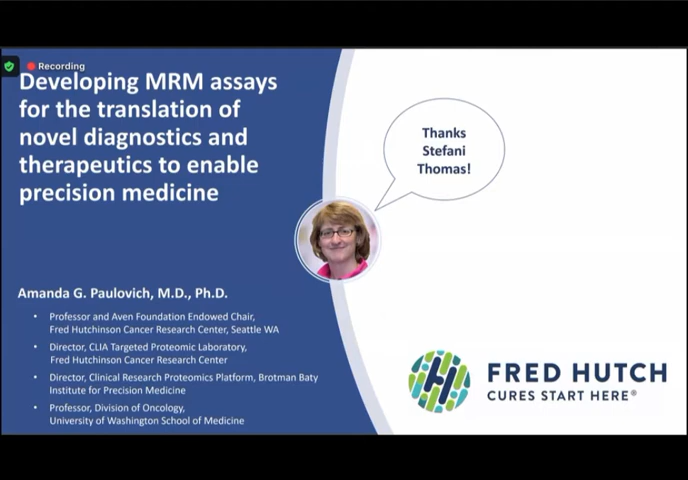 Recording
Developing MRM assays
for the translation of
novel diagnostics and
therapeutics to enable
precision medicine
Thanks
Stefani
Thomas!
Amanda G. Paulovich, M.D., Ph.D.
• Professor and Aven Foundation Endowed Chair,
Fred Hutchinson Cancer Research Center, Seattle WA
• Director, CLIA Targeted Proteomic Laboratory,
Fred Hutchinson Cancer Research Center
• Director, Clinical Research Proteomics Platform, Brotman Baty
Institute for Precision Medicine
• Professor, Division of Oncology,
University of Washington School of Medicine
FRED HUTCH
CURES START HERE®